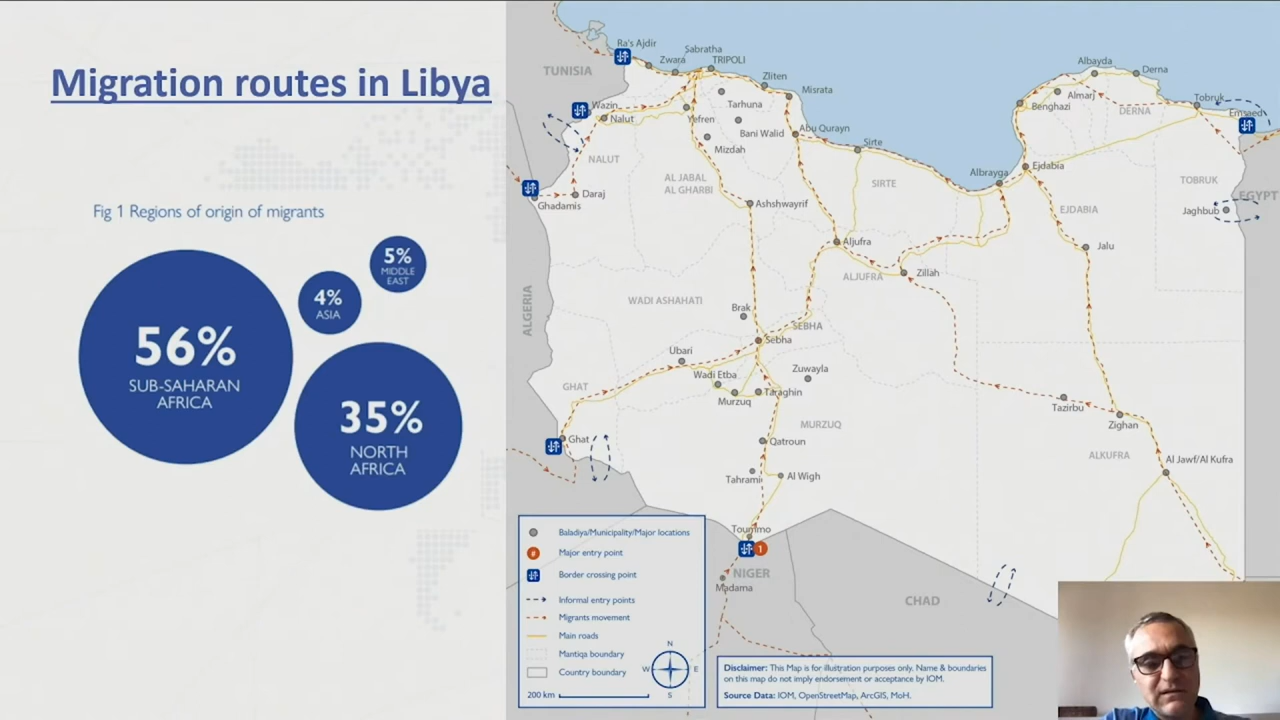 Migration routes in Libya
Fig 1 Regions of origin of migrants
56%
SUB-SAHARAN
AFRICA
4%
ASIA
5%
MIDDLE
EAST
35%
NORTH
AFRICA
Ra's Ajdir
Zwara
Sabratha
TRIPOLI
TUNISIA
Zliten
Misrata
Wazin
Nalut
Yefren
Tarhuna
Bani Walid
Abu Qurayn
Mizdah
Sirte
NALUT
AL JABAL
AL GHARBI
SIRTE
Albayda
Derna
Almarj
Benghazi
DERNA
Tobruk
Emsaed
Ejdabia
Albrayga
TOBRUK
EGYPT
Jaghbub
EJDABIA
Ghadamis
Daraj
Ashshwayrif
Aljufra
Jalu
ALJUFRA
Zillah
ALGERIA
WADI ASHAHATI
Brak
SEBHA
Sebha
Ubari
Wadi Etba
Zuwayla
GHAT
Murzuq
Taraghin
MURZUQ
Tazirbu
Zighan
Ghat
Qatroun
ALKUFRA
Al Jawf/Al Kufra
Tahrami
Al Wigh
Toummo
1
NIGER
Madama
CHAD
Baladiya/Municipality/Major locations
# Major entry point
Border crossing point
Informal entry points
Migrants movement
Main roads
Mantiqa boundary
Country boundary
200 km
N
W
E
S
Disclaimer: This Map is for illustration purposes only. Name & boundaries
on this map do not imply endorsement or acceptance by IOM.
Source Data: IOM, OpenStreetMap, ArcGIS, MoH.